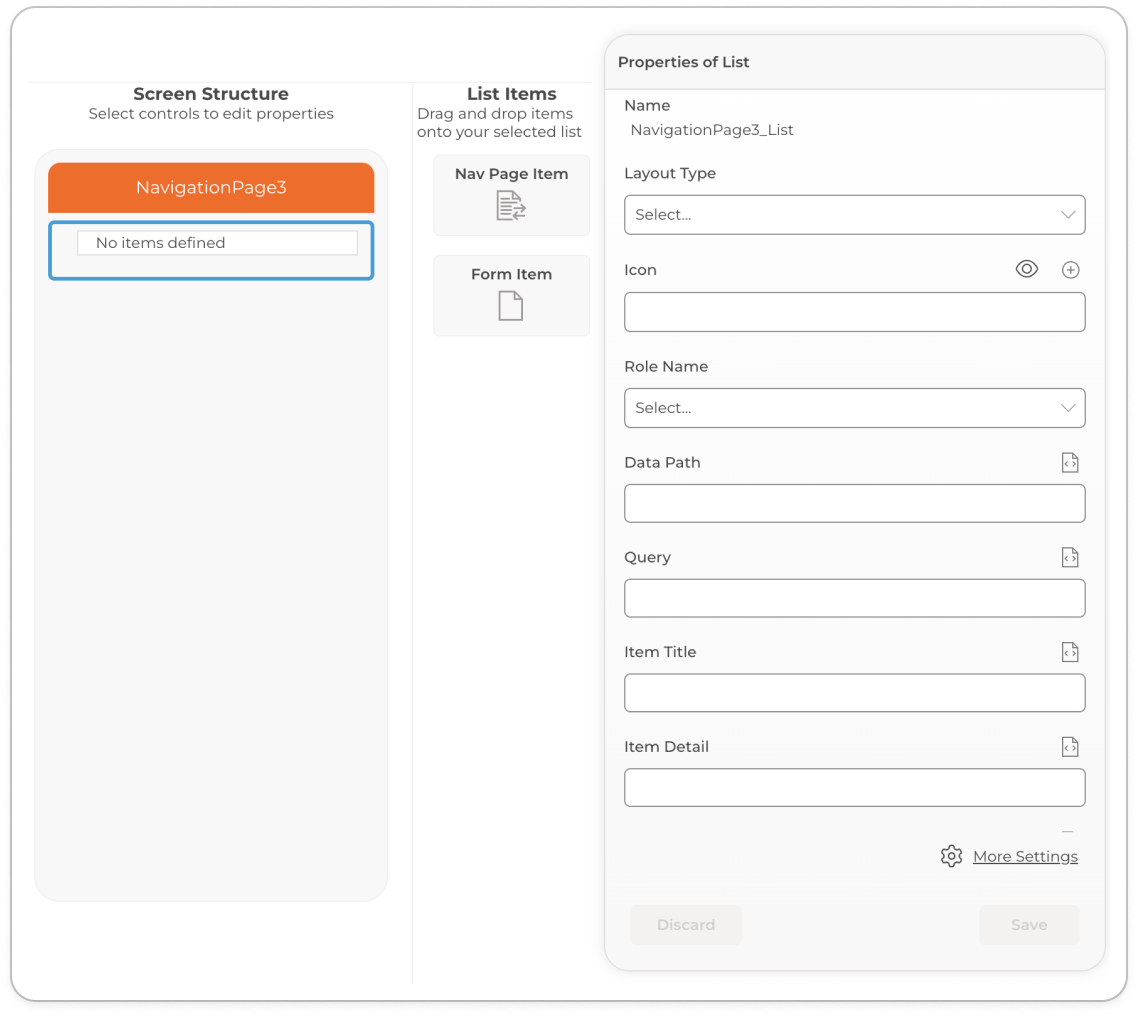 Screen Structure
Select controls to edit properties
NavigationPage3
No items defined
List Items
Drag and drop items
onto your selected list
Nav Page Item
Form Item
Properties of List
Name
NavigationPage3_List
Layout Type
Select...
Icon
Role Name
Select...
Data Path
Query
Item Title
Item Detail
More Settings
Discard
Save